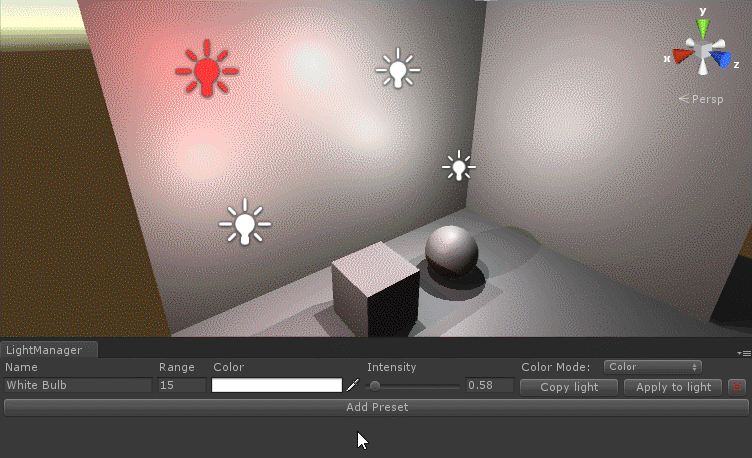 y
x
z
Persp
LightManager
Name Range Color Intensity Color Mode: Color
White Bulb 15 0.58 Copy light Apply to light
Add Preset